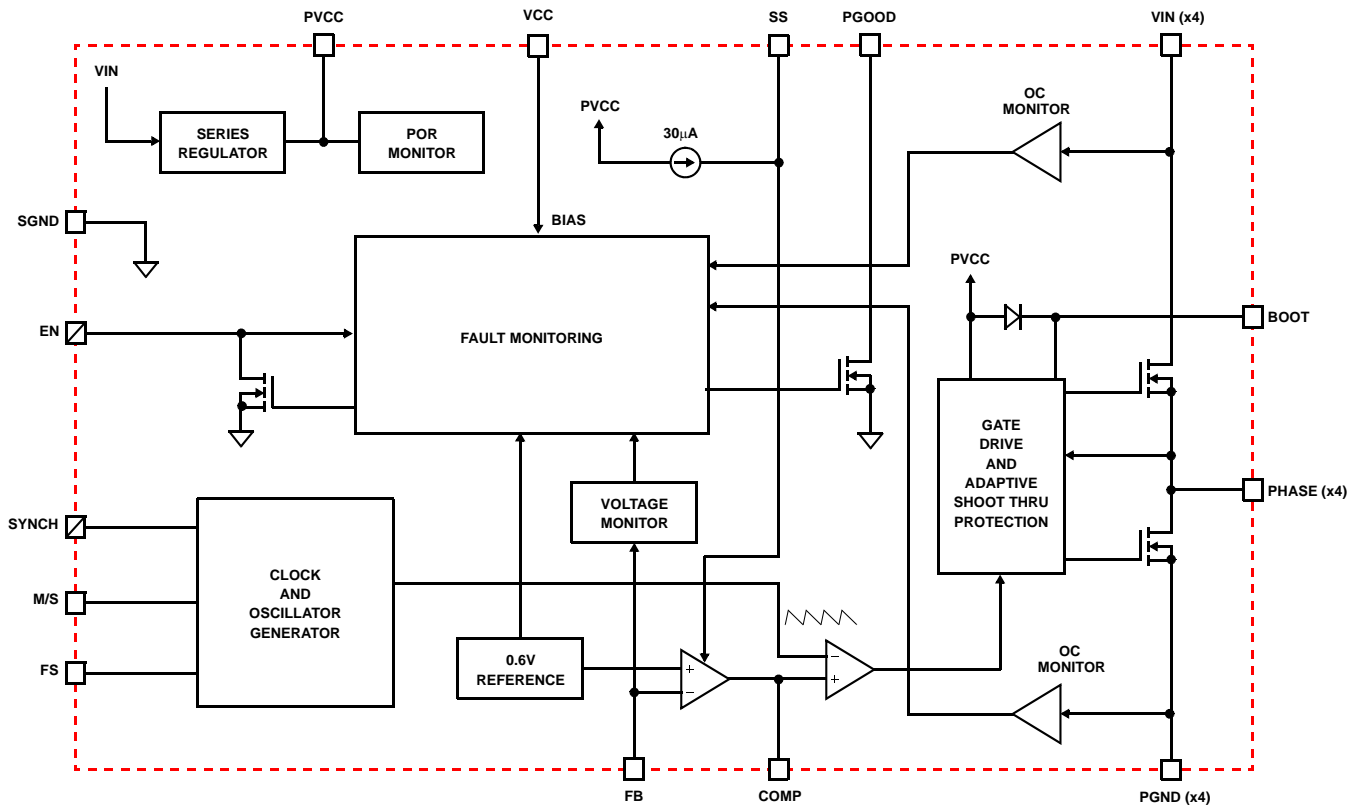 PVCC
VCC
SS
PGOOD
VIN (x4)
VIN
SERIES
REGULATOR
POR
MONITOR
PVCC
30µA
OC
MONITOR
SGND
BIAS
PVCC
EN
FAULT MONITORING
BOOT
GATE
DRIVE
AND
ADAPTIVE
SHOOT THRU
PROTECTION
PHASE (x4)
VOLTAGE
MONITOR
SYNCH
M/S
FS
CLOCK
AND
OSCILLATOR
GENERATOR
0.6V
REFERENCE
+
−
−
+
OC
MONITOR
FB
COMP
PGND (x4)